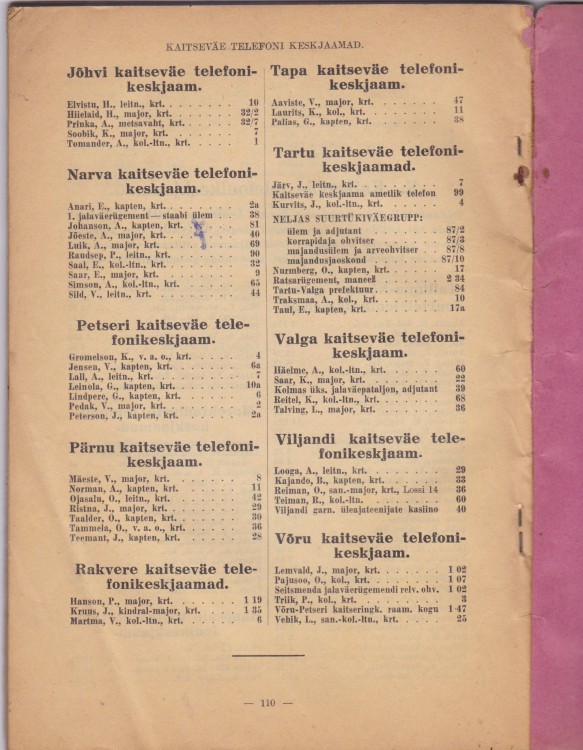 KAITSEVÄE TELEFONI KESKJAAMAD.
Jõhvi kaitseväe telefoni-
keskjaam.
Elvistu, H., leitn., krt. . . . . . . . 10
Hiielaid, H., major, krt. . . . . . . . 32/2
Prinka, A., metsavaht, krt. . . . . . . 32/7
Soobik, K., major, krt. . . . . . . . 7
Tomander, A., kol.-ltn., krt. . . . . . 1
Narva kaitseväe telefoni-
keskjaam.
Anari, E., kapten, krt. . . . . . . . 2a
1. jalaväerügement — staabi ülem . . 38
Johanson, A., kapten, krt. . . . . . 81
Jõeste, A., major, krt. . . . . . . . 40
Luik, A., major, krt. . . . . . . . . 69
Raudsep, P., leitn., krt. . . . . . . 90
Saal, E., kol.-ltn., krt. . . . . . . 32
Saar, E., major, krt. . . . . . . . . 9
Simson, A., kol.-ltn., krt. . . . . . 65
Sild, V., leitn., krt. . . . . . . . . 44
Petseri kaitseväe tele-
fonikeskjaam.
Gromelson, K., v. a. o., krt. . . . . 4
Jensen, V., kapten, krt. . . . . . . 6a
Lall, A., leitn., krt. . . . . . . . . 7
Leinola, G., kapten, krt. . . . . . . 10a
Lindpere, G., kapten, krt. . . . . . 6
Pedak, V., major, krt. . . . . . . . 2
Peterson, J., kapten, krt. . . . . . 2a
Pärnu kaitseväe telefoni-
keskjaam.
Mäeste, V., major, krt. . . . . . . . 8
Norman, A., kapten, krt. . . . . . . 11
Ojasalu, O., leitn., krt. . . . . . . 42
Ristna, J., major, krt. . . . . . . . 29
Taalder, O., kapten, krt. . . . . . . 30
Tammela, O., v. a. o., krt. . . . . . 36
Teemant, J., kapten, krt. . . . . . . 28
Rakvere kaitseväe tele-
fonikeskjaamad.
Hanson, P., major, krt. . . . . . . . 1 19
Kruus, J., kindral-major, krt. . . . . 1 35
Martma, V., kol.-ltn., krt. . . . . . 6
Tapa kaitseväe telefoni-
keskjaam.
Aaviste, V., major, krt. . . . . . . 47
Laurits, K., kol., krt. . . . . . . . 11
Palias, G., kapten, krt. . . . . . . 38
Tartu kaitseväe telefoni-
keskjaamad.
Järv, J., leitn., krt. . . . . . . . . 7
Kaitseväe keskjaama ametlik telefon 99
Kurvits, J., kol.-ltn., krt. . . . . . 4
NELJAS SUURTÜKIVÄEGRUPP:
ülem ja adjutant . . . . . . . 87/2
korrapidaja ohvitser . . . . . 87/3
majandusülem ja arveohvitser . . 87/8
majandusjaoskond . . . . . . . 87/10
Nurmberg, O., kapten, krt. . . . . . 17
Ratsarügement, maneež . . . . . . . 2 34
Tartu-Valga prefektuur . . . . . . . 84
Traksmaa, A., kol., krt. . . . . . . 10
Taul, E., kapten, krt. . . . . . . . 17a
Valga kaitseväe telefoni-
keskjaam.
Häelme, A., kol.-ltn., krt. . . . . . 60
Saar, K., major, krt. . . . . . . . . 22
Kolmas üks. jalaväepataljon, adjutant 39
Reitel, K., kol.-ltn., krt. . . . . . 68
Talving, L., major, krt. . . . . . . 36
Viljandi kaitseväe tele-
fonikeskjaam.
Looga, A., leitn., krt. . . . . . . . 29
Kajando, B., kapten, krt. . . . . . . 33
Reiman, O., san.-major, krt., Lossi 14 36
Teiman, R., kol.-ltn. . . . . . . . . 60
Viljandi garn. üleajateenijate kasiino 40
Võru kaitseväe telefoni-
keskjaam.
Lemvald, J., major, krt. . . . . . . 1 02
Pajusoo, O., kol., krt. . . . . . . . 1 07
Seitsmenda jalaväerügemendi relv. ohv. 1 02
Triik, P., kol., krt. . . . . . . . . 3
Võru-Petseri kaitseringk. raam. kogu 1 47
Vehik, L., san.-kol.-ltn., krt. . . . 25
— 110 —